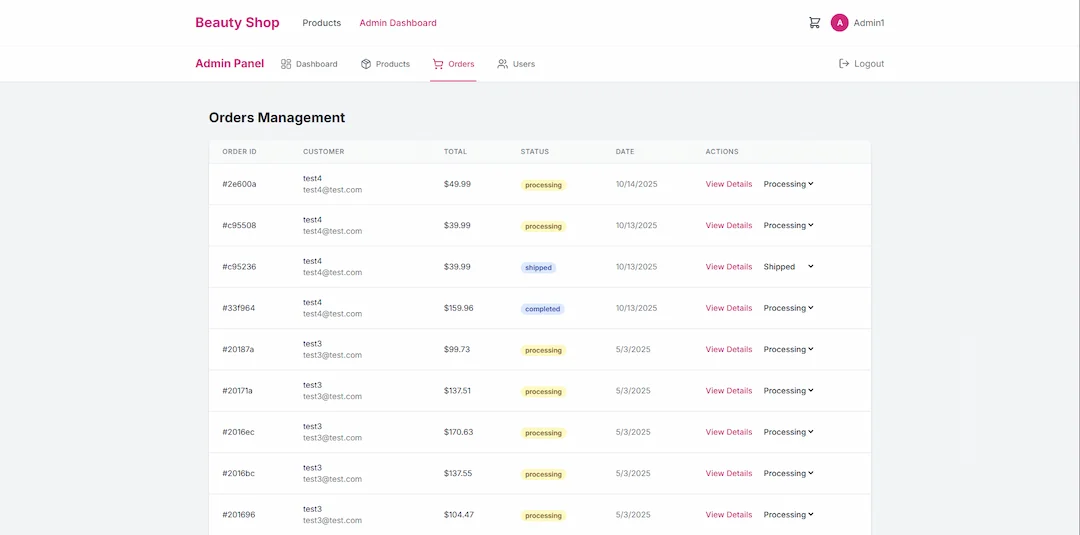 Beauty Shop Products Admin Dashboard A Admin1
Admin Panel Dashboard Products Orders Users Logout
Orders Management
ORDER ID CUSTOMER TOTAL STATUS DATE ACTIONS
#2e600a test4 $49.99 processing 10/14/2025 View Details Processing
test4@test.com
#c95508 test4 $39.99 processing 10/13/2025 View Details Processing
test4@test.com
#c95236 test4 $39.99 shipped 10/13/2025 View Details Shipped
test4@test.com
#33f964 test4 $159.96 completed 10/13/2025 View Details Processing
test4@test.com
#20187a test3 $99.73 processing 5/3/2025 View Details Processing
test3@test.com
#20171a test3 $137.51 processing 5/3/2025 View Details Processing
test3@test.com
#2016ec test3 $170.63 processing 5/3/2025 View Details Processing
test3@test.com
#2016bc test3 $137.55 processing 5/3/2025 View Details Processing
test3@test.com
#201696 test3 $104.47 processing 5/3/2025 View Details Processing
test3@test.com